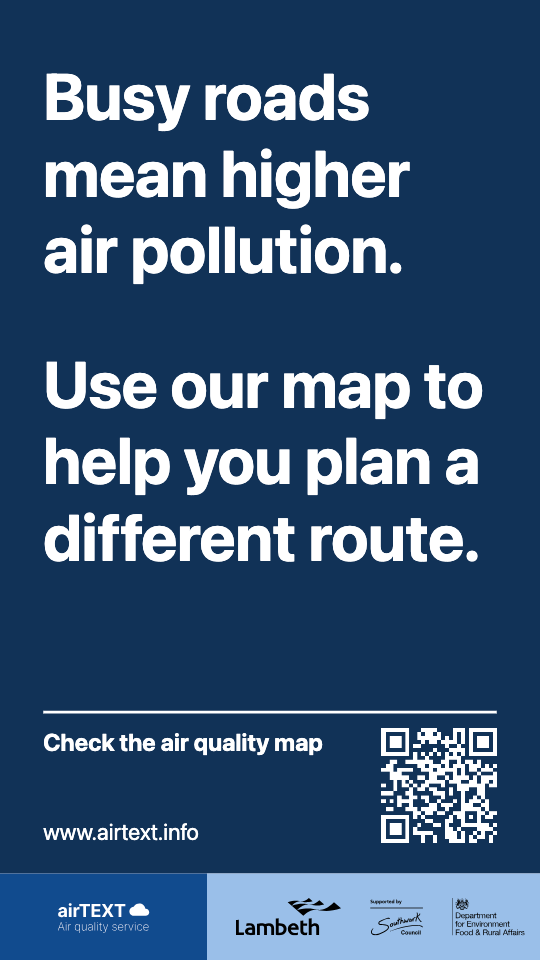 Busy roads
mean higher
air pollution.
Use our map to
help you plan a
different route.
Check the air quality map
www.airtext.info
airTEXT
Air quality service
Lambeth
Supported by
Southwark
Council
Department
for Environment
Food & Rural Affairs